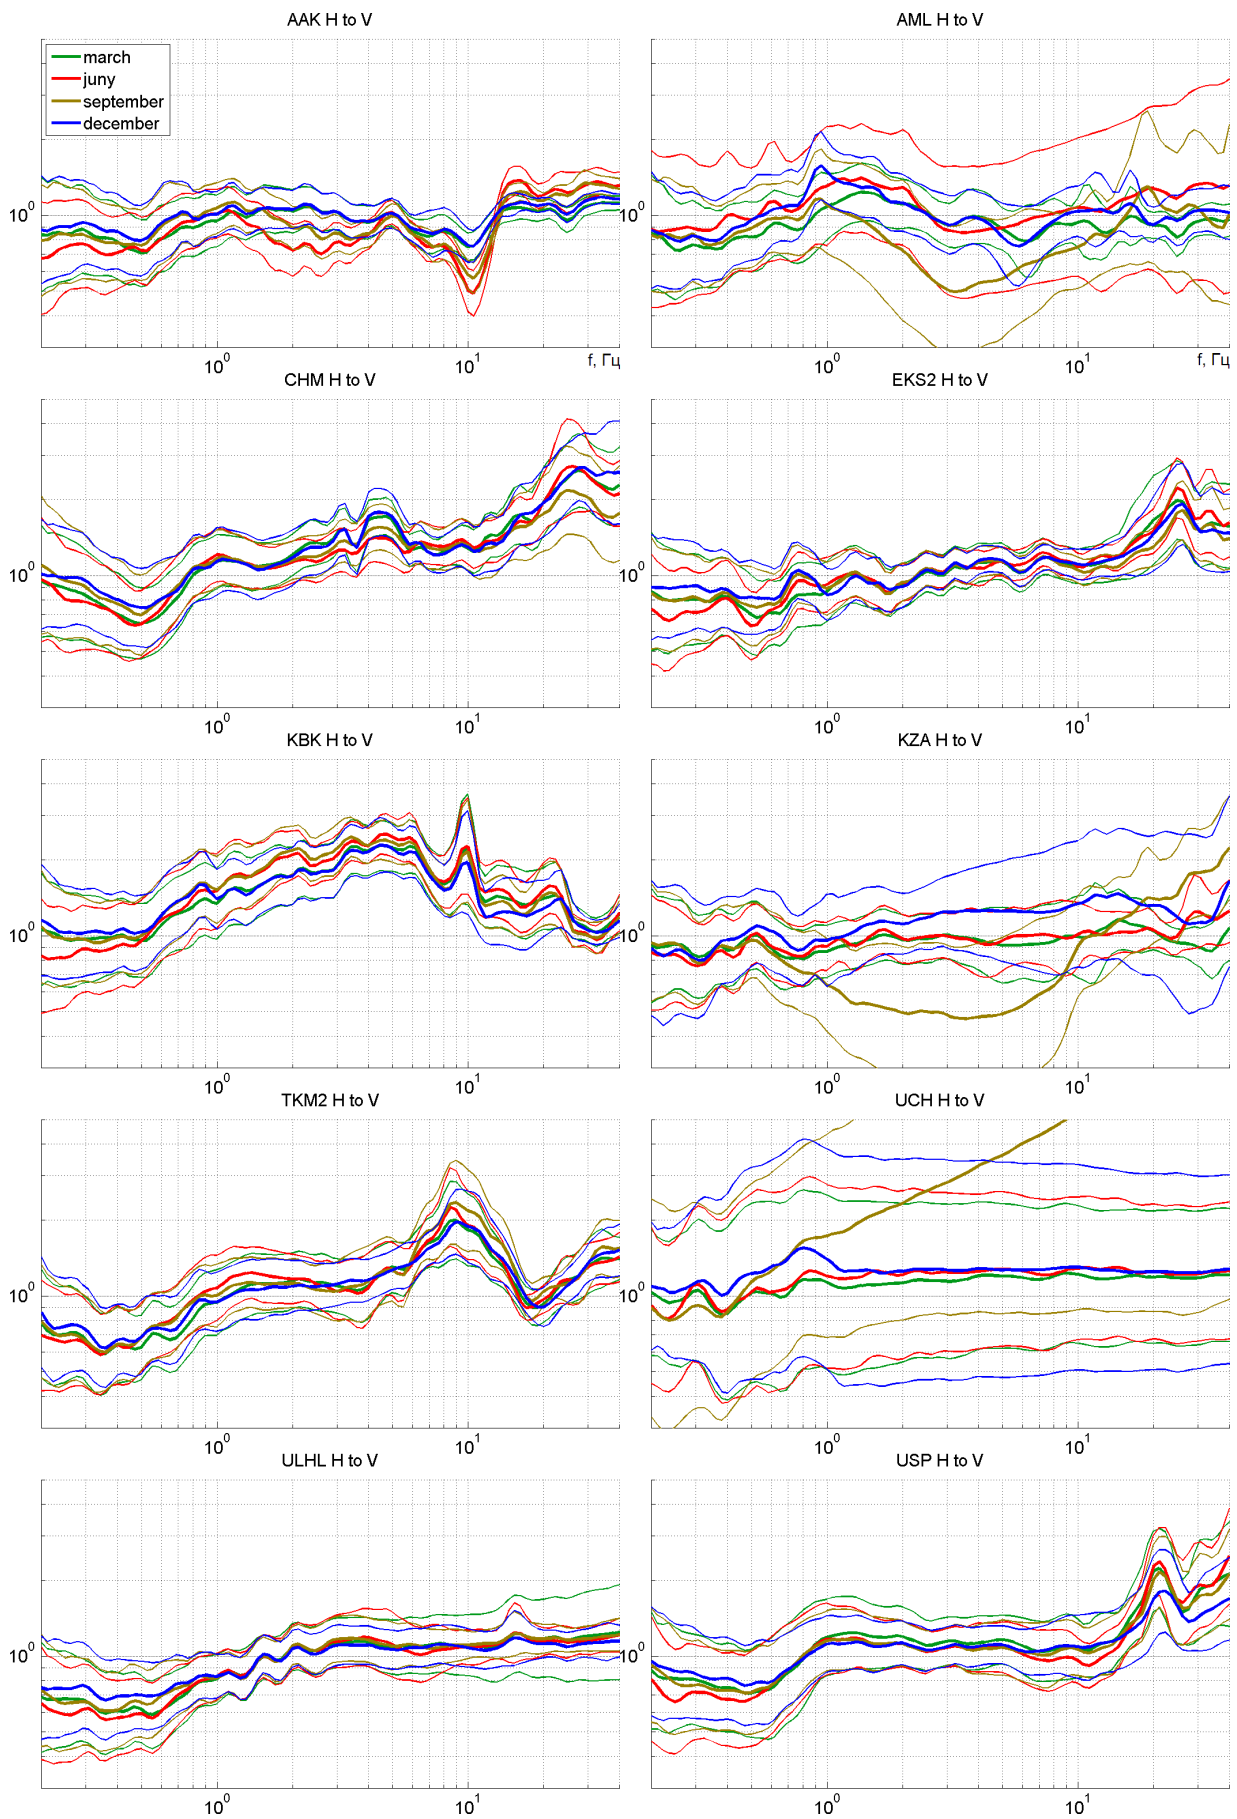 AAK H to V
AML H to V
march
juny
september
december
10⁰
10⁰
10⁰
10¹
f, Гц
10⁰
10¹
f, Гц
CHM H to V
EKS2 H to V
10⁰
10⁰
10⁰
10¹
10⁰
10¹
KBK H to V
KZA H to V
10⁰
10⁰
10⁰
10¹
10⁰
10¹
TKM2 H to V
UCH H to V
10⁰
10⁰
10⁰
10¹
10⁰
10¹
ULHL H to V
USP H to V
10⁰
10⁰
10⁰
10¹
10⁰
10¹